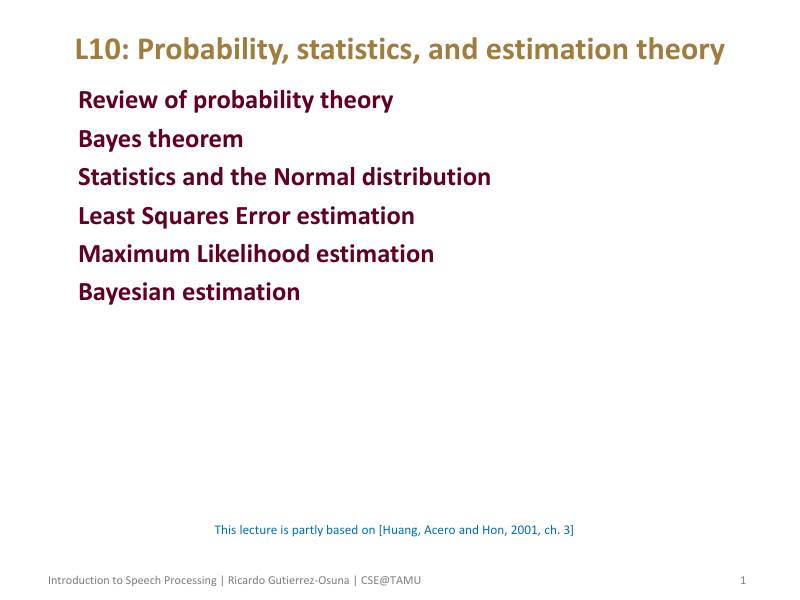 L10: Probability, statistics, and estimation theory
Review of probability theory
Bayes theorem
Statistics and the Normal distribution
Least Squares Error estimation
Maximum Likelihood estimation
Bayesian estimation
This lecture is partly based on [Huang, Acero and Hon, 2001, ch. 3]
Introduction to Speech Processing | Ricardo Gutierrez-Osuna | CSE@TAMU 1